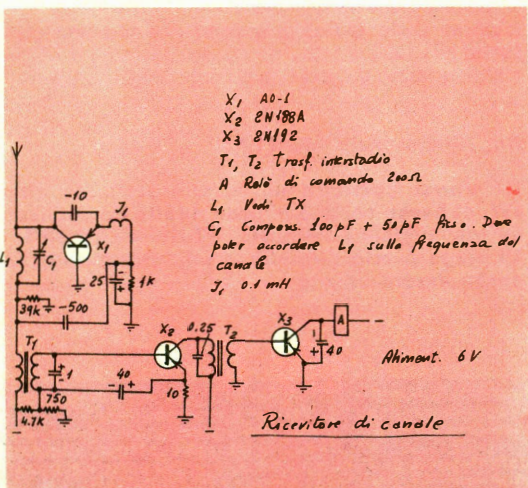 X1 AO-1
X2 2N188A
X3 2N192
T1, T2 Trasf. interstadio
A Relè di comando 200Ω
L1 Vedi TX
C1 Compens. 100pF + 50pF fisso. Deve
poter accordare L1 sulla frequenza del
canale
J1 0.1 mH
-10
J1
X1
L1
C1
25
1K
39K
-500
T1
X2
0.25
T2
X3
A
1
40
10
40
750
4.7K
Aliment. 6V
Ricevitore di canale